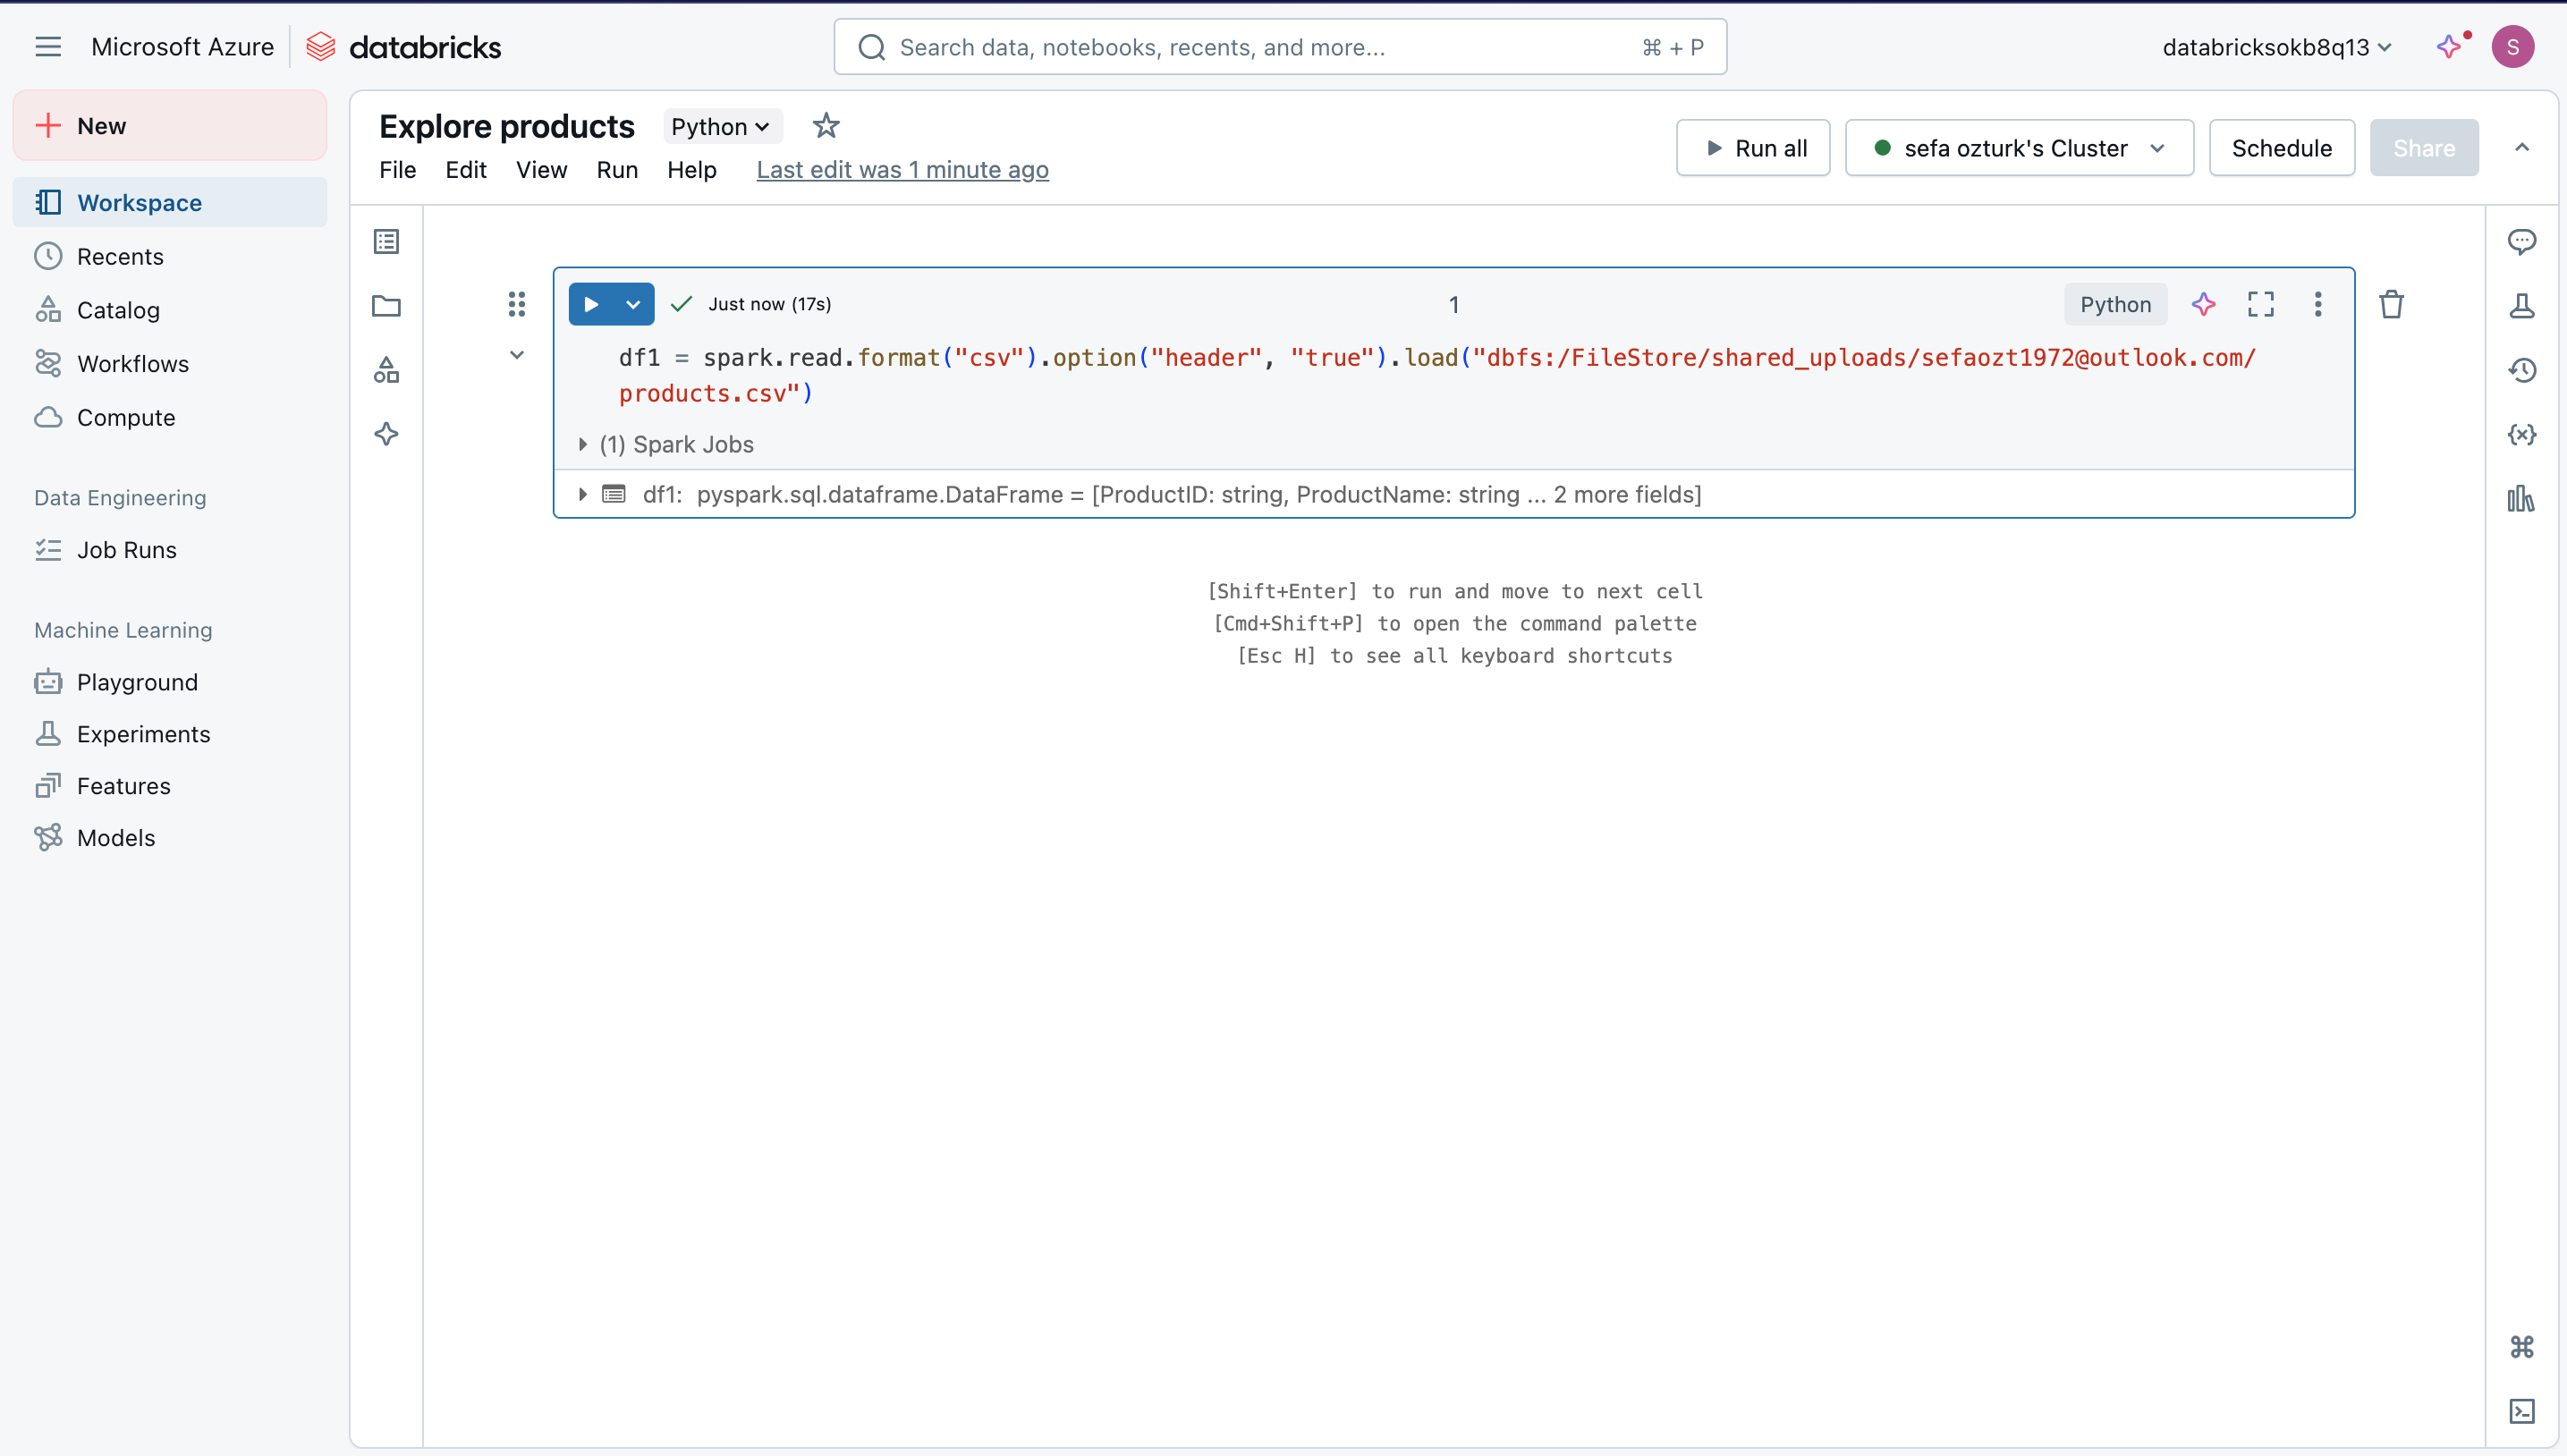 Microsoft Azure databricks
Search data, notebooks, recents, and more... ⌘ + P
databricksokb8q13
S
New
Workspace
Recents
Catalog
Workflows
Compute
Data Engineering
Job Runs
Machine Learning
Playground
Experiments
Features
Models
Explore products Python
File Edit View Run Help Last edit was 1 minute ago
Run all sefa ozturk's Cluster Schedule Share
Just now (17s) 1 Python
df1 = spark.read.format("csv").option("header", "true").load("dbfs:/FileStore/shared_uploads/sefaozt1972@outlook.com/
products.csv")
(1) Spark Jobs
df1: pyspark.sql.dataframe.DataFrame = [ProductID: string, ProductName: string ... 2 more fields]
[Shift+Enter] to run and move to next cell
[Cmd+Shift+P] to open the command palette
[Esc H] to see all keyboard shortcuts